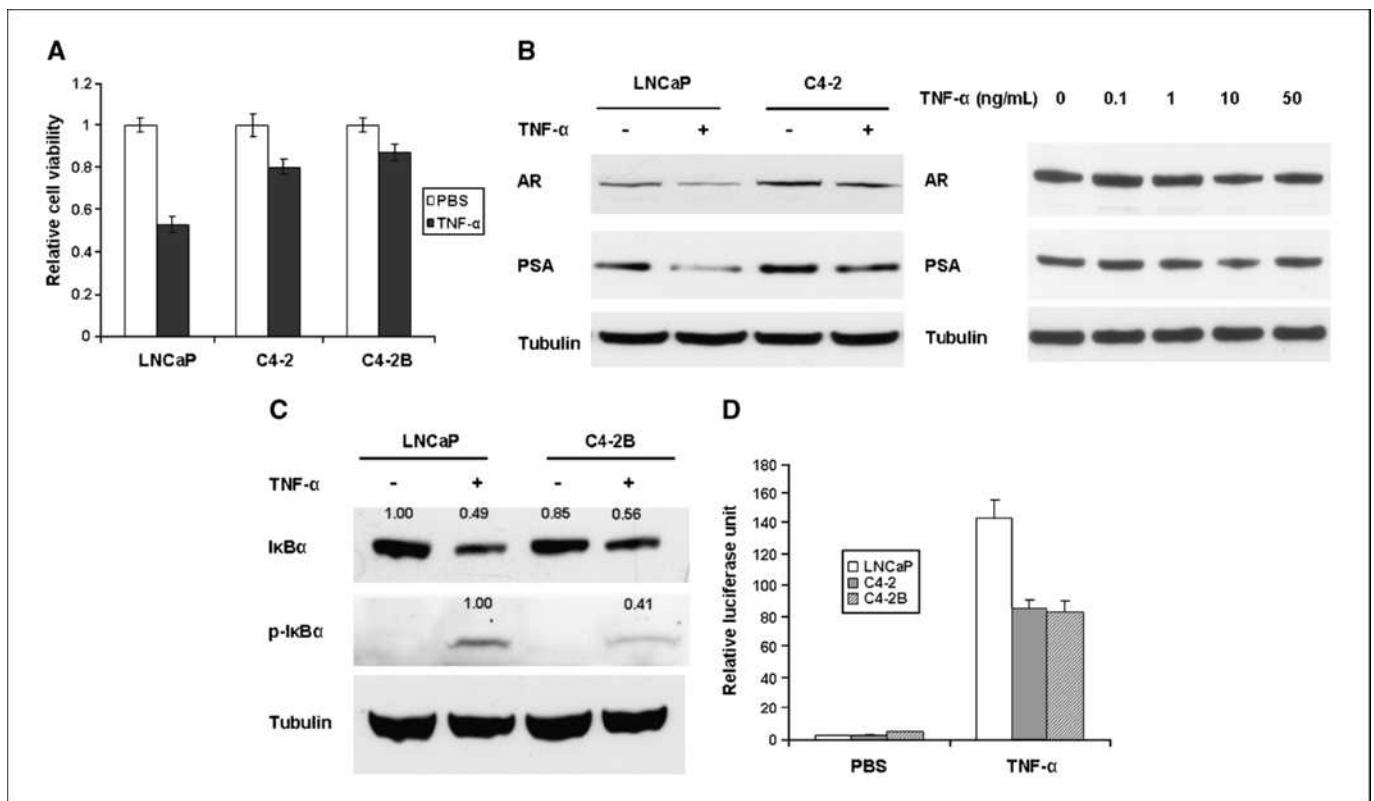 A
1.2
1
0.8
0.6
0.4
0.2
0
Relative cell viability
LNCaP
C4-2
C4-2B
PBS
TNF-α
B
LNCaP
C4-2
TNF-α
-
+
-
+
AR
PSA
Tubulin
TNF-α (ng/mL)
0
0.1
1
10
50
AR
PSA
Tubulin
C
LNCaP
C4-2B
TNF-α
-
+
-
+
1.00
0.49
0.85
0.56
IκBα
1.00
0.41
p-IκBα
Tubulin
D
180
160
140
120
100
80
60
40
20
0
Relative luciferase unit
LNCaP
C4-2
C4-2B
PBS
TNF-α